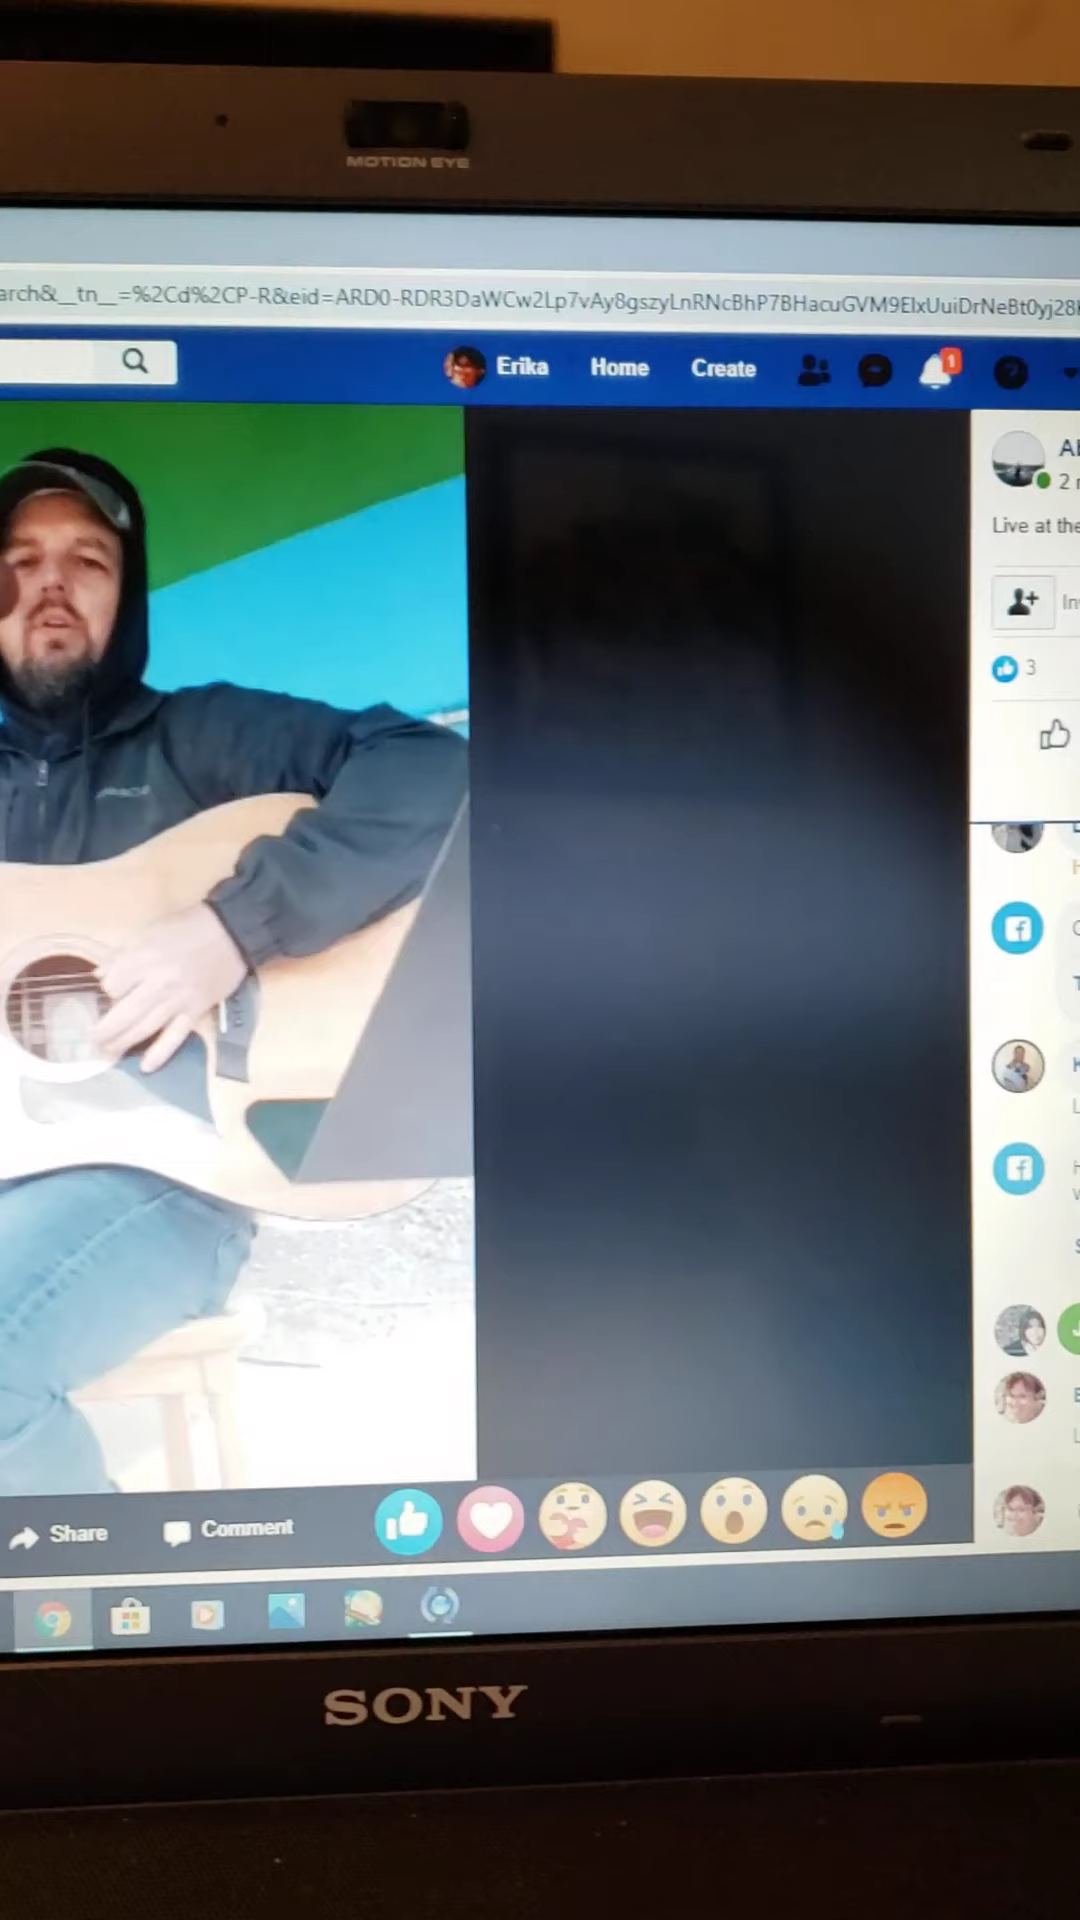 MOTION EYE
arch&__tn__=%2Cd%2CP-R&eid=ARD0-RDR3DaWCw2Lp7vAy8gszyLnRNcBhP7BHacuGVM9ElxUuiDrNeBt0yj28
Erika Home Create 1
2
Live at the
3
Share Comment
SONY